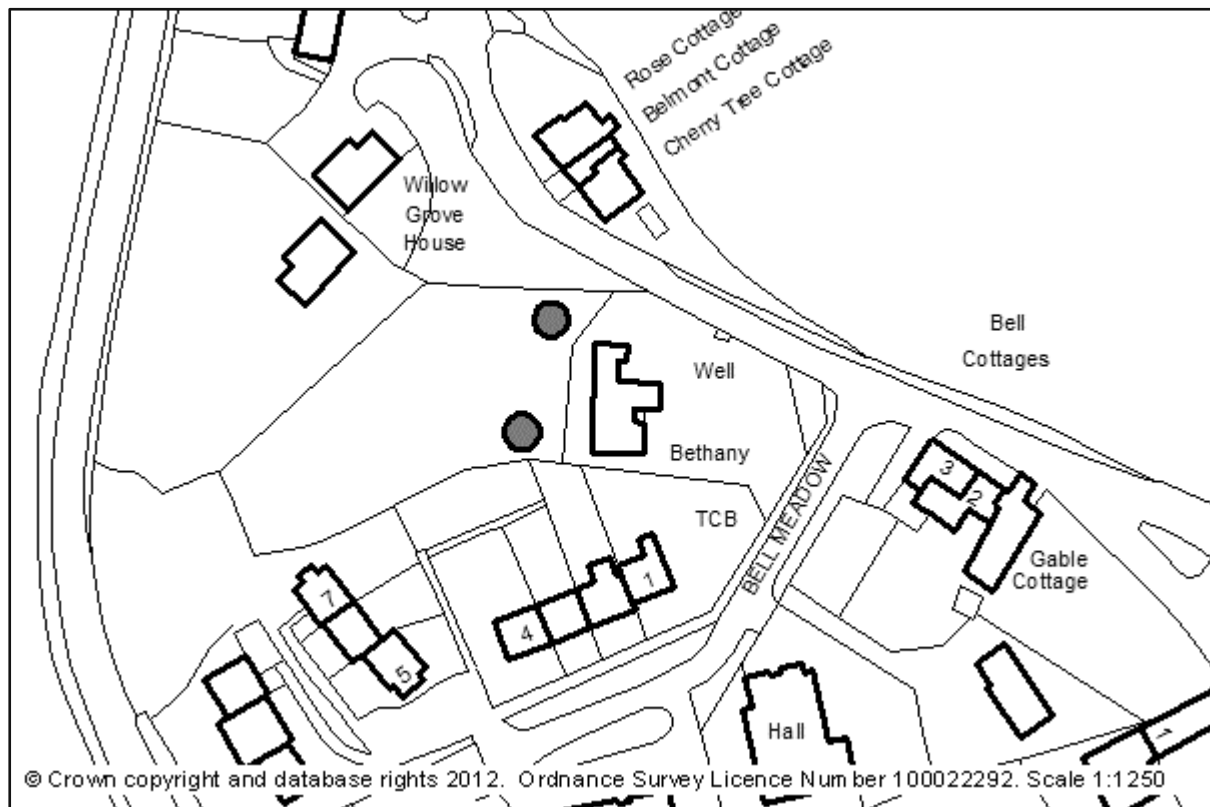 Rose Cottage
Belmont Cottage
Cherry Tree Cottage
Willow
Grove
House
Bell
Cottages
Well
Bethany
3
2
BELL MEADOW
TCB
Gable
Cottage
1
7
4
5
Hall
1
© Crown copyright and database rights 2012. Ordnance Survey Licence Number 100022292. Scale 1:1250